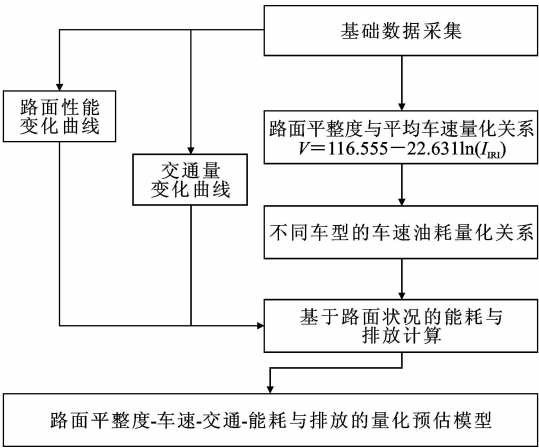 基础数据采集
路面性能
变化曲线
路面平整度与平均车速量化关系
V=116.555－22.631ln(I_IRI)
交通量
变化曲线
不同车型的车速油耗量化关系
基于路面状况的能耗与
排放计算
路面平整度-车速-交通-能耗与排放的量化预估模型